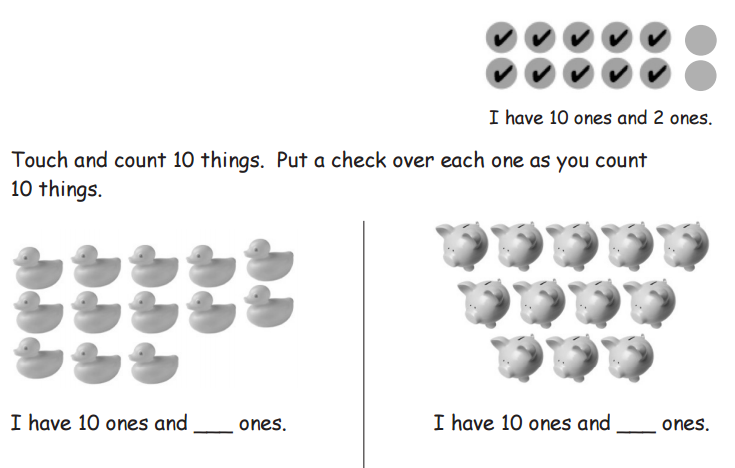 I have 10 ones and 2 ones.
Touch and count 10 things. Put a check over each one as you count
10 things.
I have 10 ones and ___ ones.
I have 10 ones and ___ ones.